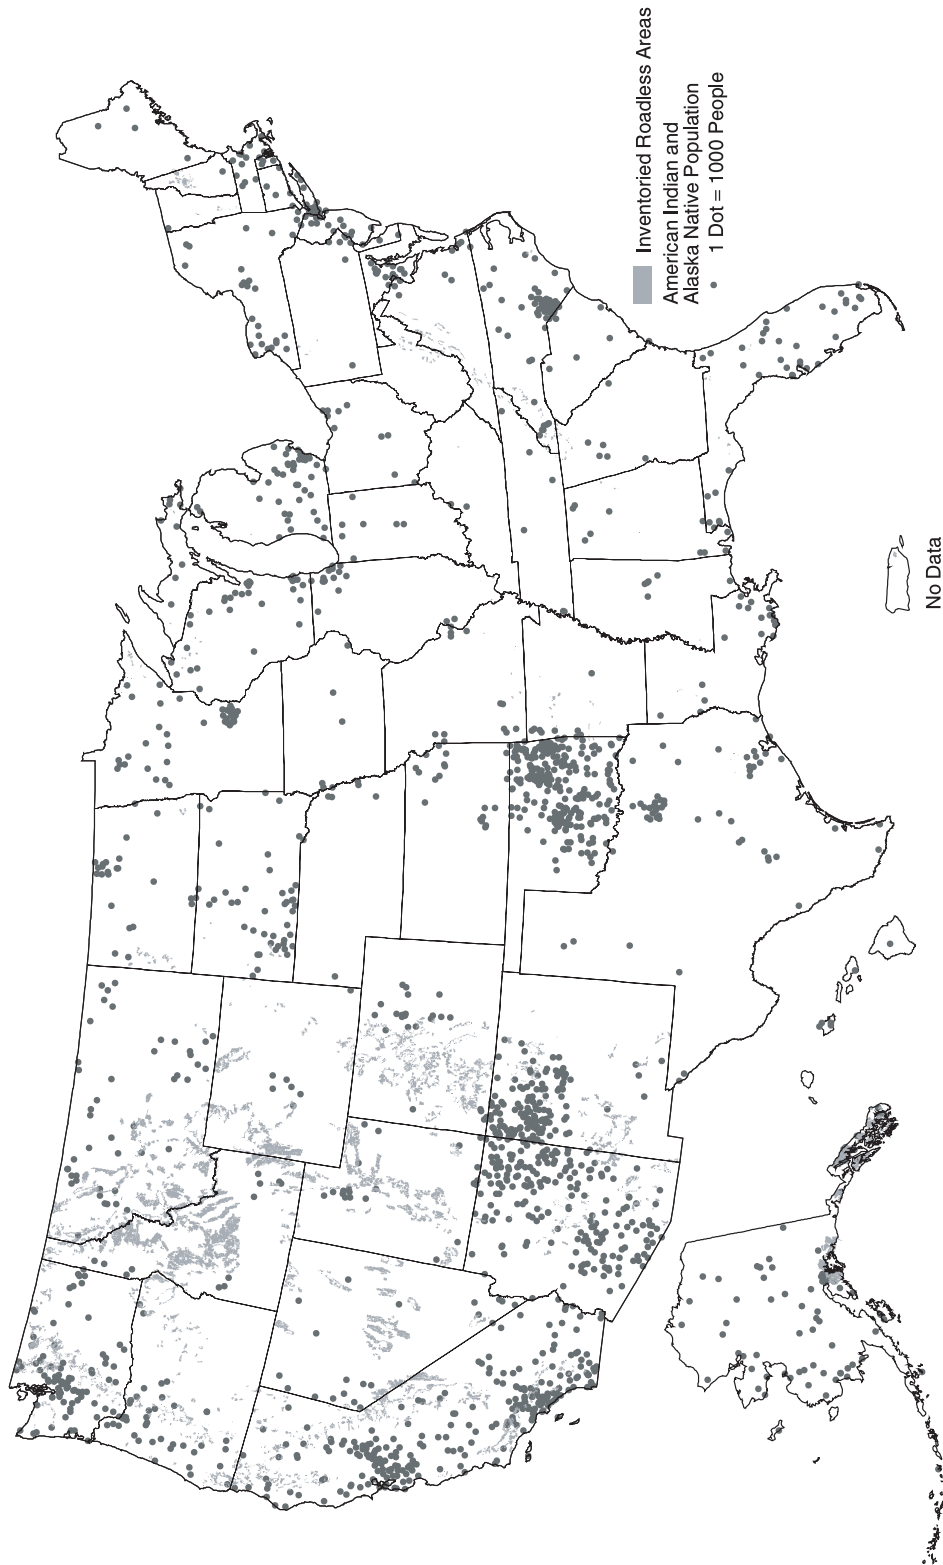 Inventoried Roadless Areas
American Indian and
Alaska Native Population
1 Dot = 1000 People
No Data